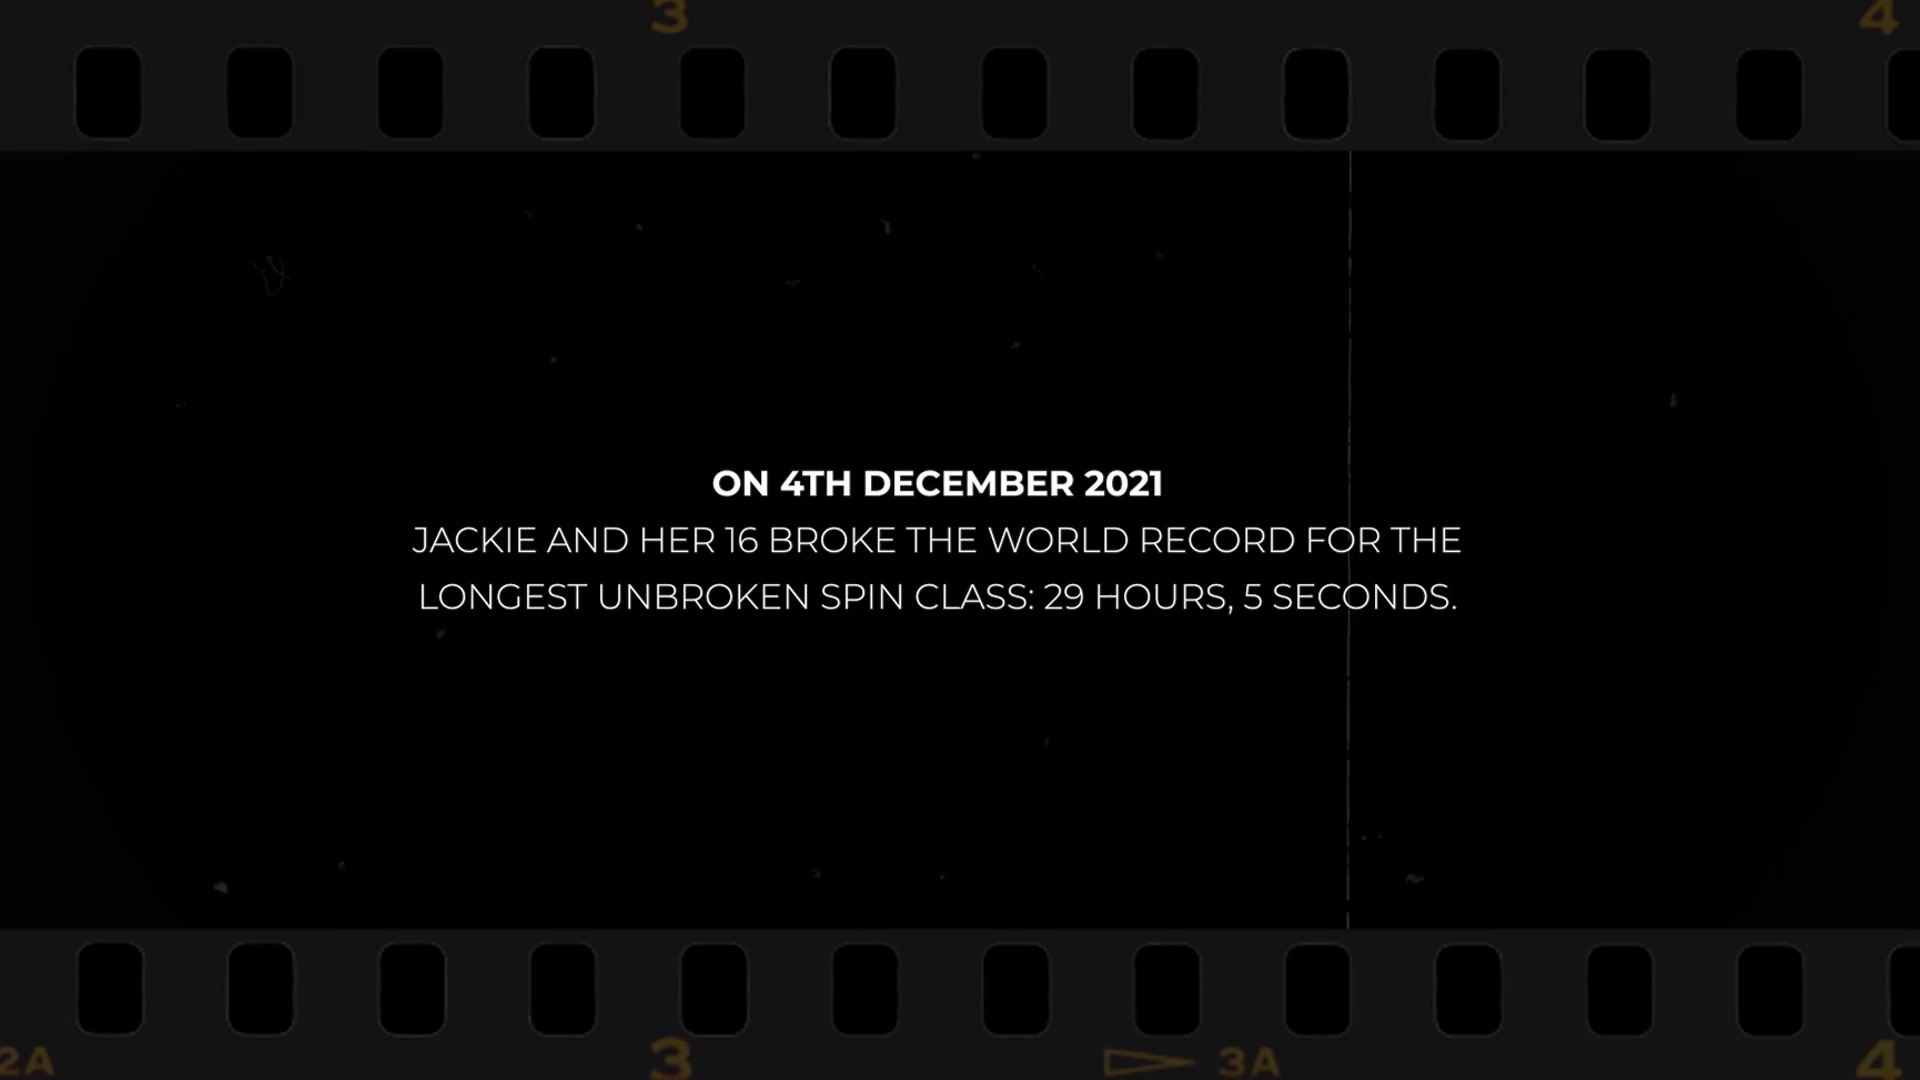 3 4
ON 4TH DECEMBER 2021
JACKIE AND HER 16 BROKE THE WORLD RECORD FOR THE
LONGEST UNBROKEN SPIN CLASS: 29 HOURS, 5 SECONDS.
2A 3 3A 4